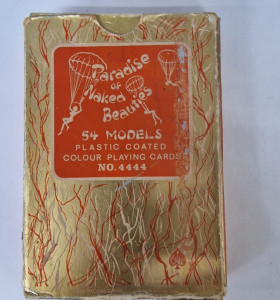 Paradise
of
Naked
Beauties
54 MODELS
PLASTIC COATED
COLOUR PLAYING CARDS
NO.4444